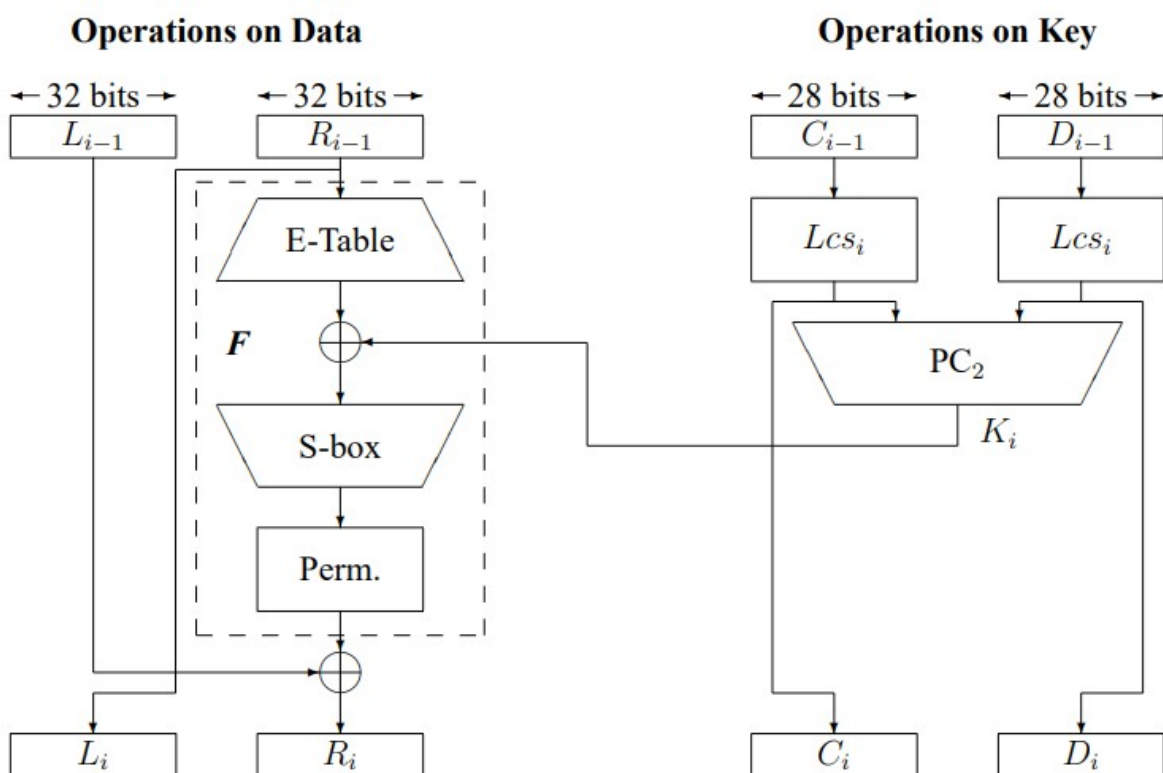 Operations on Data
Operations on Key
32 bits
32 bits
28 bits
28 bits
L_{i-1}
R_{i-1}
C_{i-1}
D_{i-1}
E-Table
Lcs_i
Lcs_i
F
PC_2
S-box
K_i
Perm.
L_i
R_i
C_i
D_i